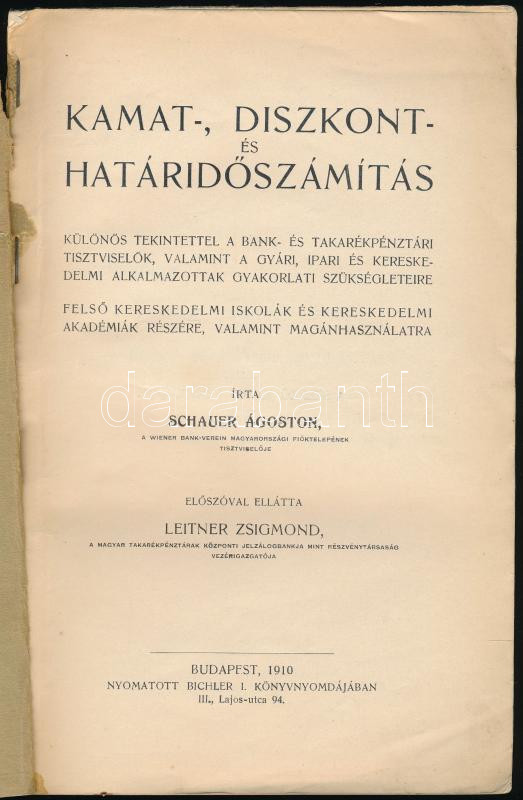 KAMAT-, DISZKONT-
ÉS
HATÁRIDŐSZÁMÍTÁS
KÜLÖNÖS TEKINTETTEL A BANK- ÉS TAKARÉKPÉNZTÁRI
TISZTVISELŐK, VALAMINT A GYÁRI, IPARI ÉS KERESKE-
DELMI ALKALMAZOTTAK GYAKORLATI SZÜKSÉGLETEIRE
FELSŐ KERESKEDELMI ISKOLÁK ÉS KERESKEDELMI
AKADÉMIÁK RÉSZÉRE, VALAMINT MAGÁNHASZNÁLATRA
ÍRTA
darabanth
SCHAUER ÁGOSTON,
A WIENER BANK-VEREIN MAGYARORSZÁGI FIÓKTELEPÉNEK
TISZTVISELŐJE
ELŐSZÓVAL ELLÁTTA
LEITNER ZSIGMOND,
A MAGYAR TAKARÉKPÉNZTÁRAK KÖZPONTI JELZÁLOGBANKJA MINT RÉSZVÉNYTÁRSASÁG
VEZÉRIGAZGATÓJA
BUDAPEST, 1910
NYOMATOTT BICHLER I. KÖNYVNYOMDÁJÁBAN
III., Lajos-utca 94.